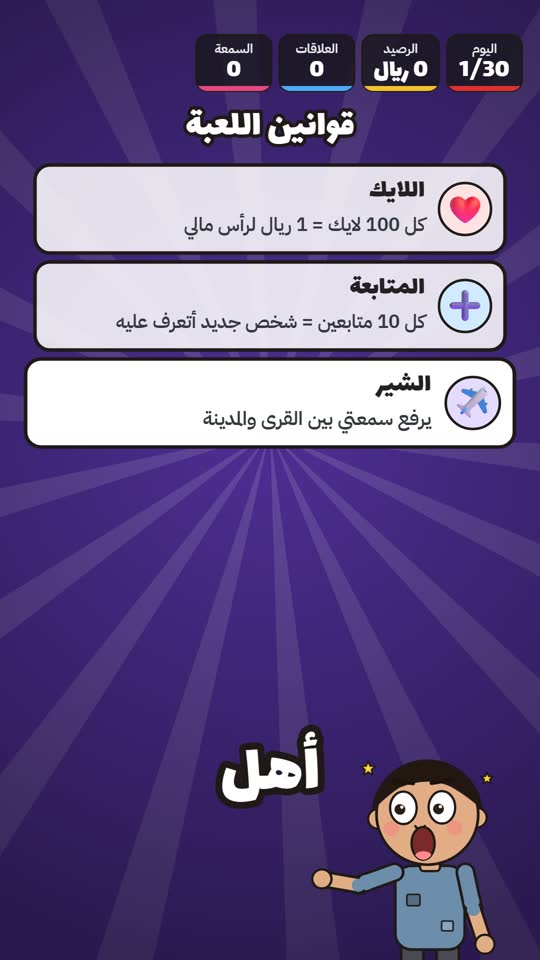 اليوم
1/30
الرصيد
0 ريال
العلاقات
0
السمعة
0
قوانين اللعبة
اللايك
كل 100 لايك = 1 ريال لرأس مالي
المتابعة
كل 10 متابعين = شخص جديد أتعرف عليه
الشير
يرفع سمعتي بين القرى والمدينة
أهل